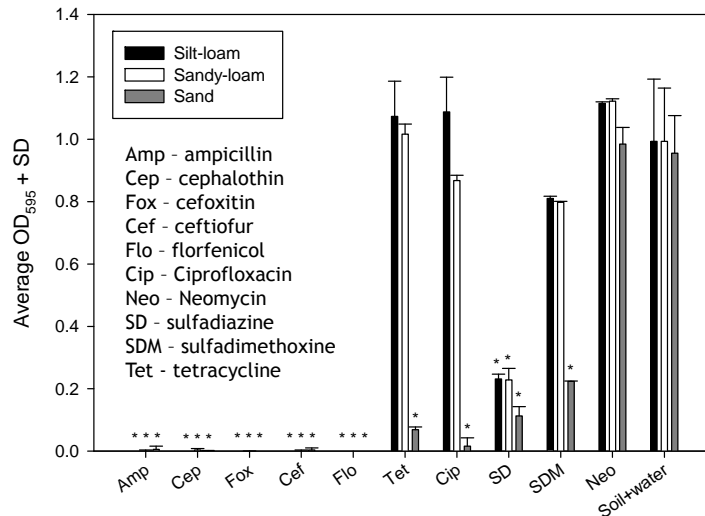 1.4
1.2
1.0
0.8
0.6
0.4
0.2
0.0
Average OD595 + SD
Silt-loam
Sandy-loam
Sand
Amp – ampicillin
Cep – cephalothin
Fox – cefoxitin
Cef – ceftiofur
Flo – florfenicol
Cip – Ciprofloxacin
Neo – Neomycin
SD – sulfadiazine
SDM – sulfadimethoxine
Tet - tetracycline
* * * * * * * * * * * * * * * * * * * * *
Amp Cep Fox Cef Flo Tet Cip SD SDM Neo Soil+water